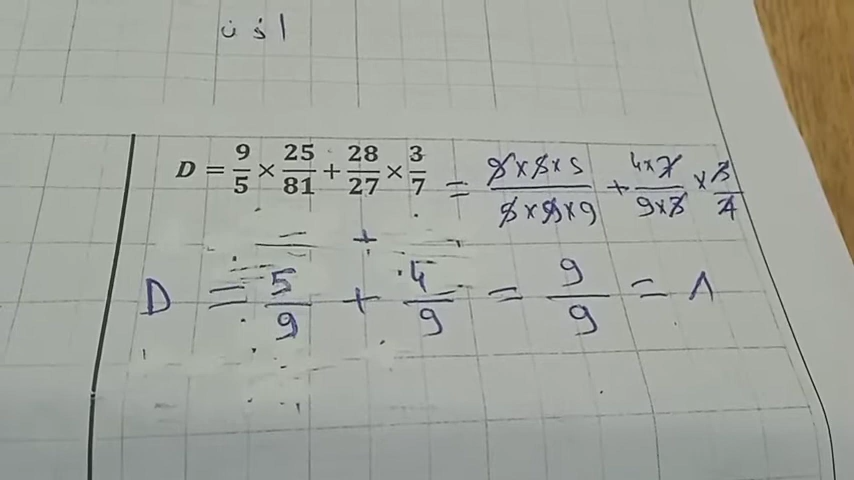 اذن
D = 9/5 × 25/81 + 28/27 × 3/7 = 9×5×5/5×9×9 + 4×7/9×3 × 3/7
D = 5/9 + 4/9 = 9/9 = 1